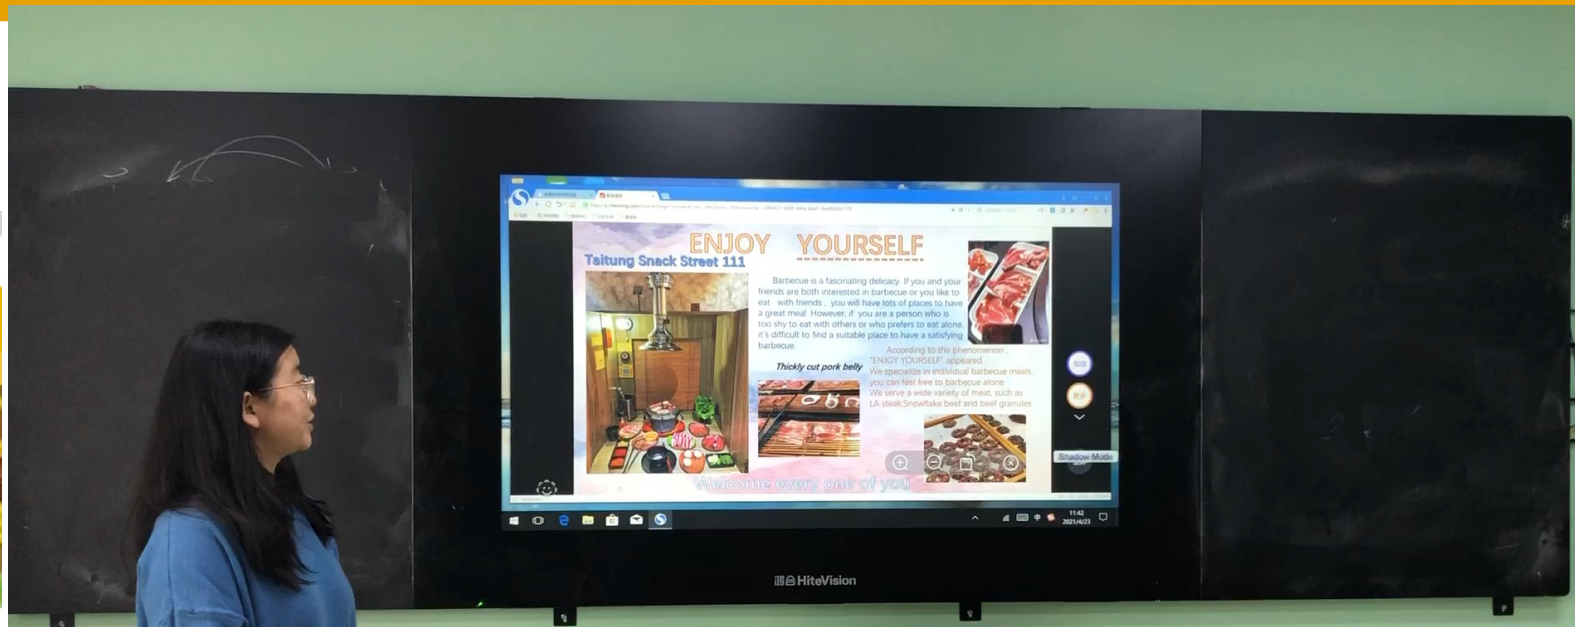 ENJOY YOURSELF
Taitung Snack Street 111
Barbecue is a fascinating delicacy. If you and your
friends are both interested in barbecue or you like to
eat with friends , you will have lots of places to have
a great meal. However, if you are a person who is
too shy to eat with others or who prefers to eat alone,
it's difficult to find a suitable place to have a satisfying
barbecue.
According to the phenomenon ,
"ENJOY YOURSELF" appeared.
We specialize in individual barbecue meals,
you can feel free to barbecue alone.
We serve a wide variety of meat, such as
LA steak,Snowflake beef and beef granules
Thickly cut pork belly
Welcome every one of you
Shadow Mode
11:42
2021/4/23
中
鸿合 HiteVision